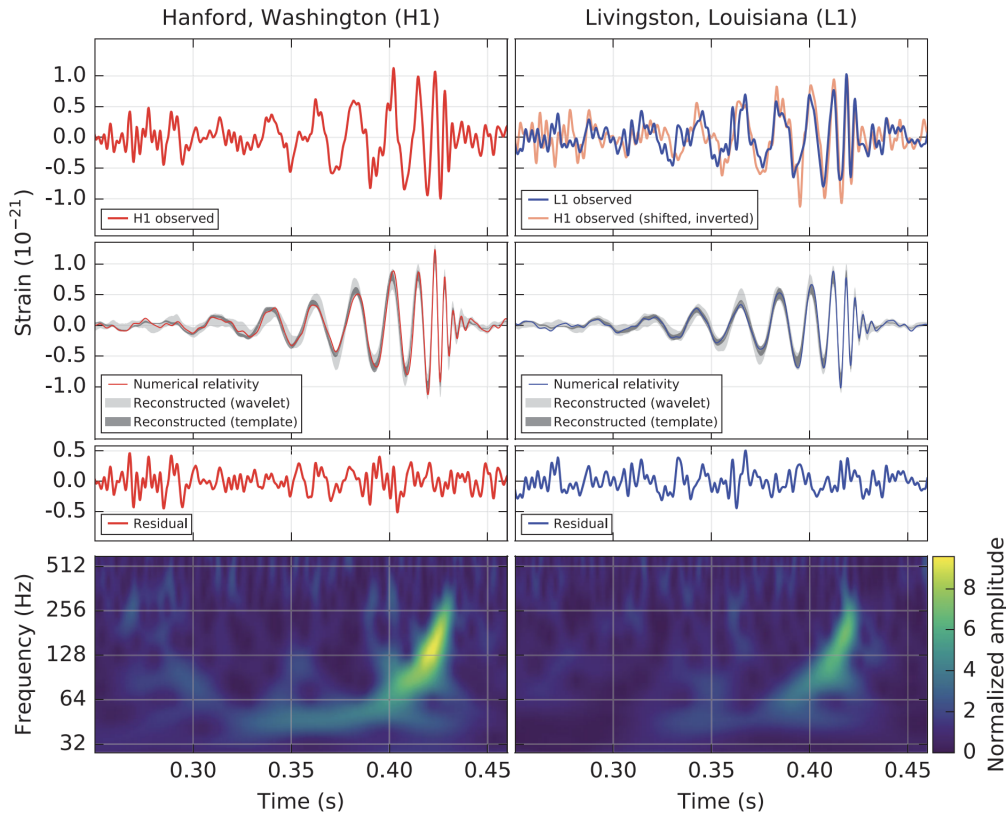 Hanford, Washington (H1)
Livingston, Louisiana (L1)
Strain (10⁻²¹)
1.0
0.5
0.0
-0.5
-1.0
H1 observed
L1 observed
H1 observed (shifted, inverted)
1.0
0.5
0.0
-0.5
-1.0
Numerical relativity
Reconstructed (wavelet)
Reconstructed (template)
Numerical relativity
Reconstructed (wavelet)
Reconstructed (template)
0.5
0.0
-0.5
Residual
Residual
Frequency (Hz)
512
256
128
64
32
0.30
0.35
0.40
0.45
Time (s)
0.30
0.35
0.40
0.45
Time (s)
8
6
4
2
0
Normalized amplitude